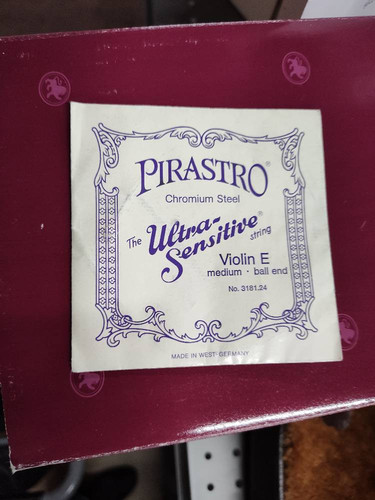 PIRASTRO®
Chromium Steel
The Ultra-Sensitive® string
Violin E
medium · ball end
No. 3181.24
MADE IN WEST-GERMANY